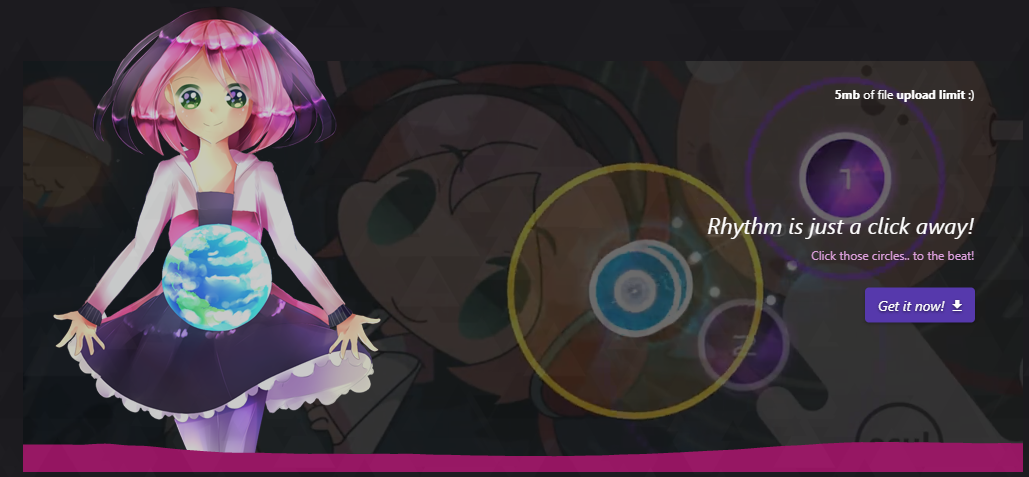 5mb of file upload limit :)
Rhythm is just a click away!
Click those circles.. to the beat!
Get it now!